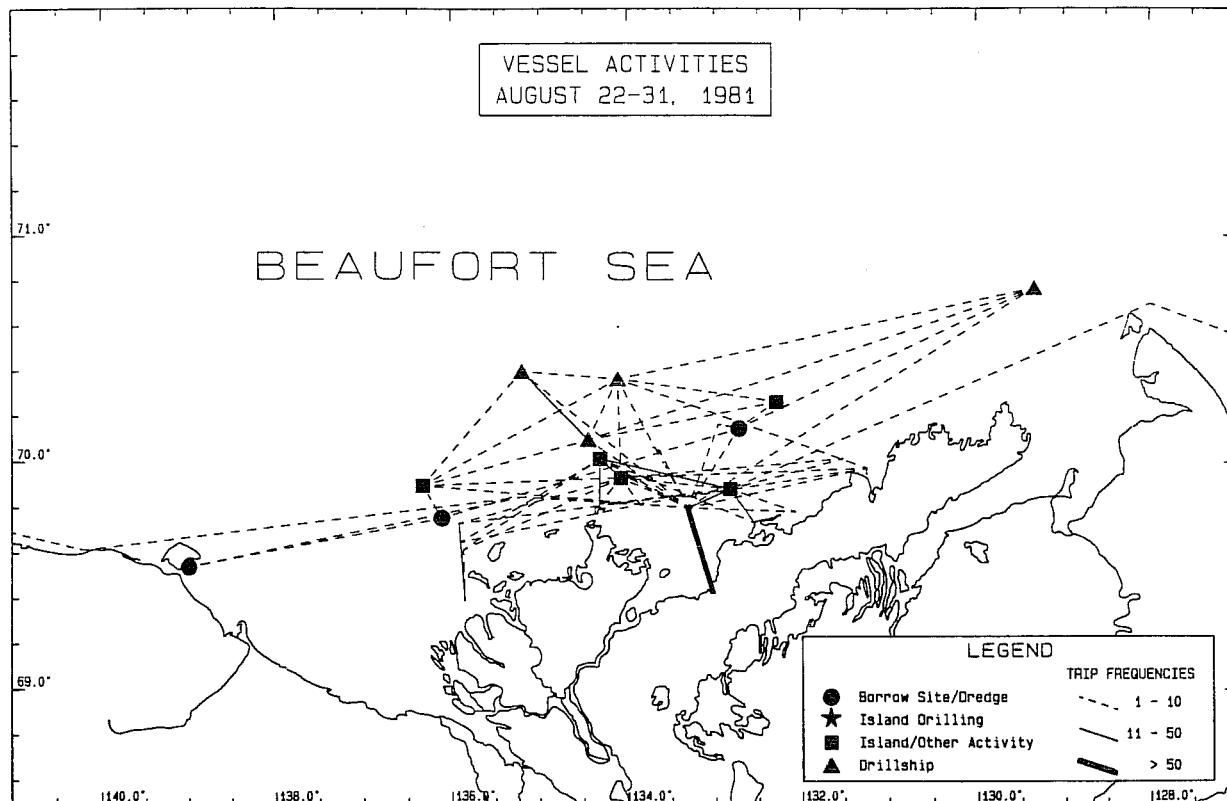 VESSEL ACTIVITIES
AUGUST 22-31, 1981
71.0°
BEAUFORT SEA
70.0°
69.0°
LEGEND
TRIP FREQUENCIES
Borrow Site/Dredge
1 - 10
Island Drilling
Island/Other Activity
11 - 50
Drillship
> 50
140.0° 138.0° 136.0° 134.0° 132.0° 130.0° 128.0°